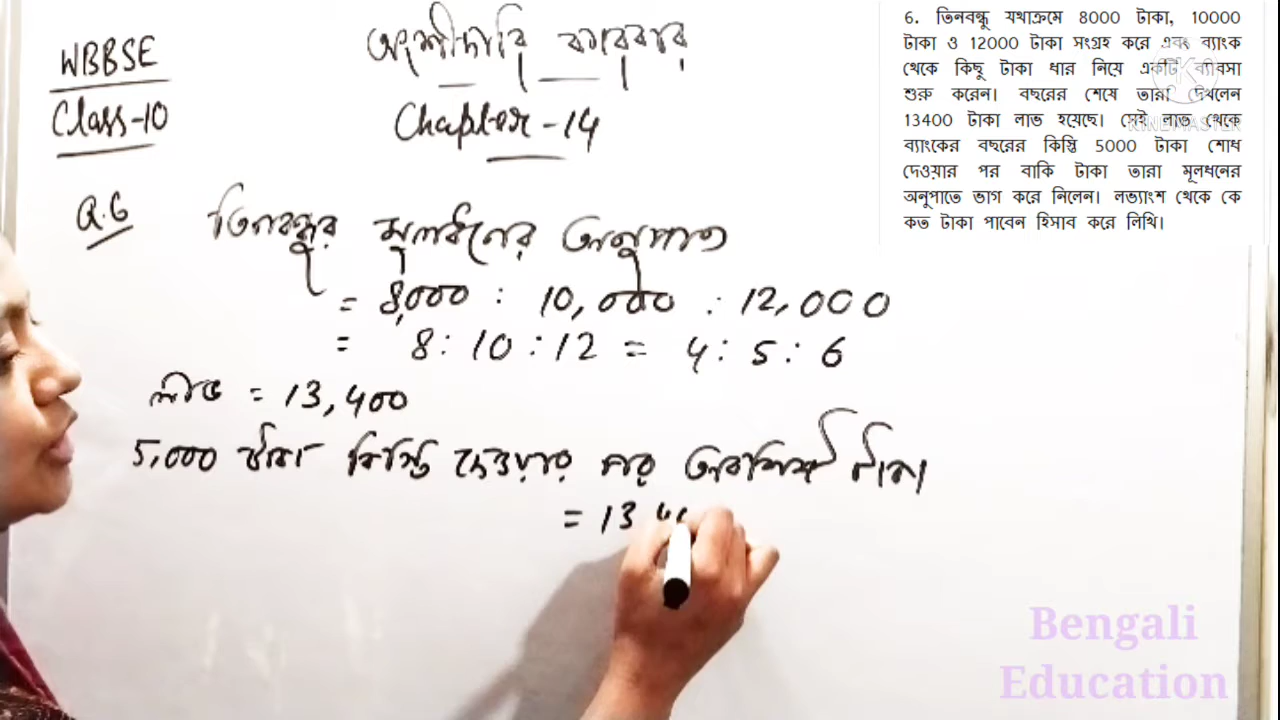 WBBSE
Class-10
অংশীদারি কারবার
Chapter-14
6. তিনবন্ধু যথাক্রমে 8000 টাকা, 10000
টাকা ও 12000 টাকা সংগ্রহ করে এবং ব্যাংক
থেকে কিছু টাকা ধার নিয়ে একটি ব্যাবসা
শুরু করেন। বছরের শেষে তারা দেখলেন
13400 টাকা লাভ হয়েছে। সেই লাভ থেকে
ব্যাংকের বছরের কিস্তি 5000 টাকা শোধ
দেওয়ার পর বাকি টাকা তারা মূলধনের
অনুপাতে ভাগ করে নিলেন। লভ্যাংশ থেকে কে
কত টাকা পাবেন হিসাব করে লিখি।
KINEMASTER
Q.6 তিনবন্ধুর মূলধনের অনুপাত
= 8,000 : 10,000 : 12,000
= 8 : 10 : 12 = 4 : 5 : 6
লাভ = 13,400
5,000 টাকা কিস্তি দেওয়ার পর অবশিষ্ট টাকা
= 13
Bengali
Education